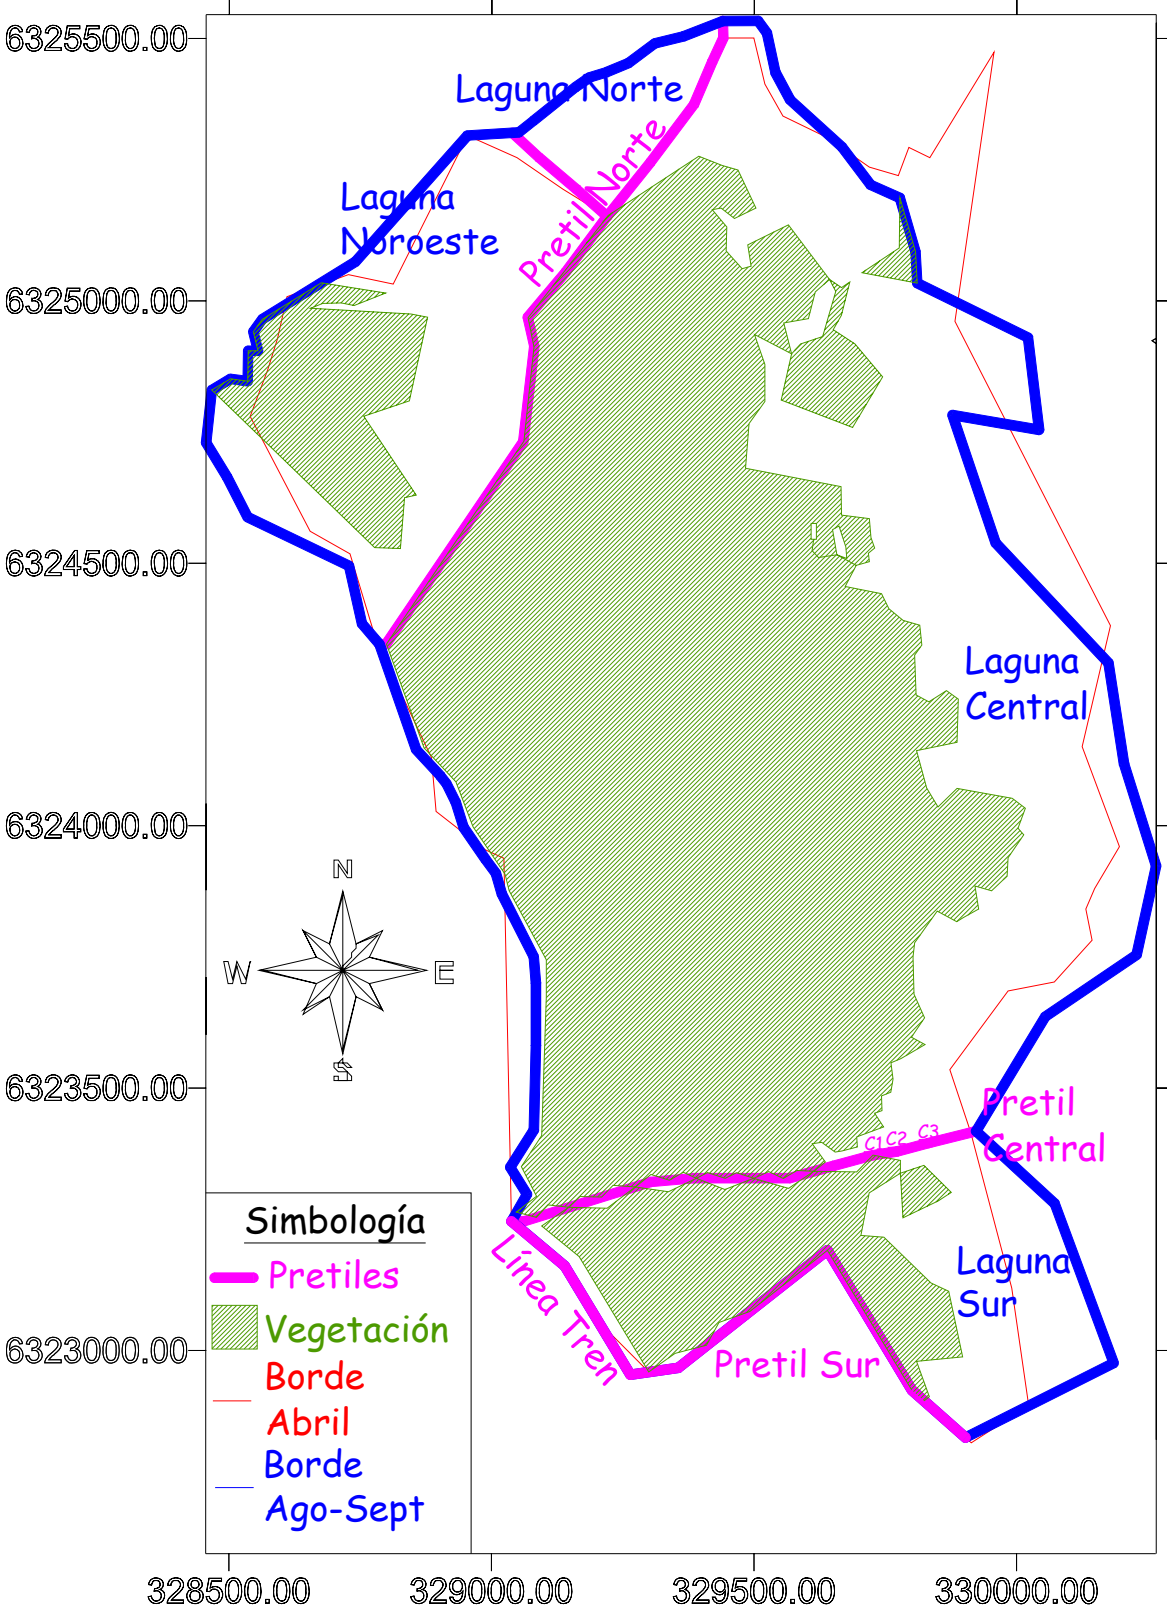 6325500.00
Laguna Norte
Pretil Norte
Laguna
Noroeste
6325000.00
6324500.00
Laguna
Central
6324000.00
N
W
E
S
6323500.00
Pretil
Central
C1 C2 C3
Simbología
Pretiles
Vegetación
Borde
Abril
Borde
Ago-Sept
Línea Tren
Laguna
Sur
Pretil Sur
6323000.00
328500.00
329000.00
329500.00
330000.00